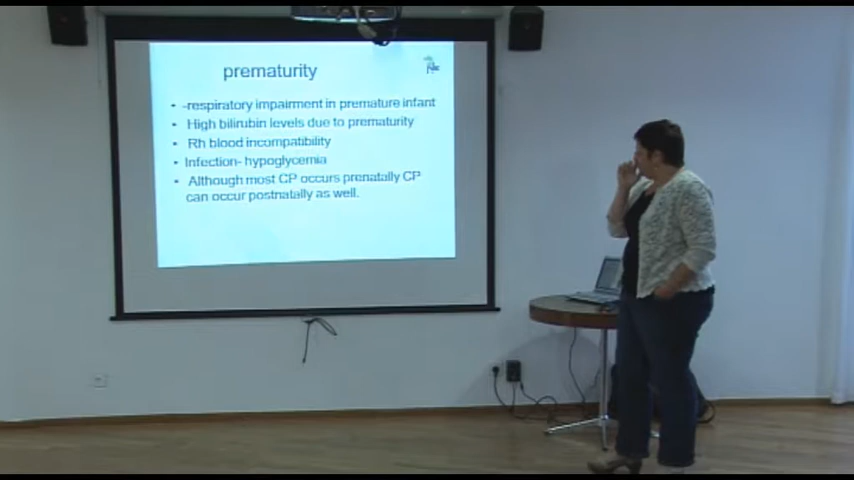 prematurity
• -respiratory impairment in premature infant
• High bilirubin levels due to prematurity
• Rh blood incompatibility
• Infection- hypoglycemia
• Although most CP occurs prenatally CP
can occur postnatally as well.